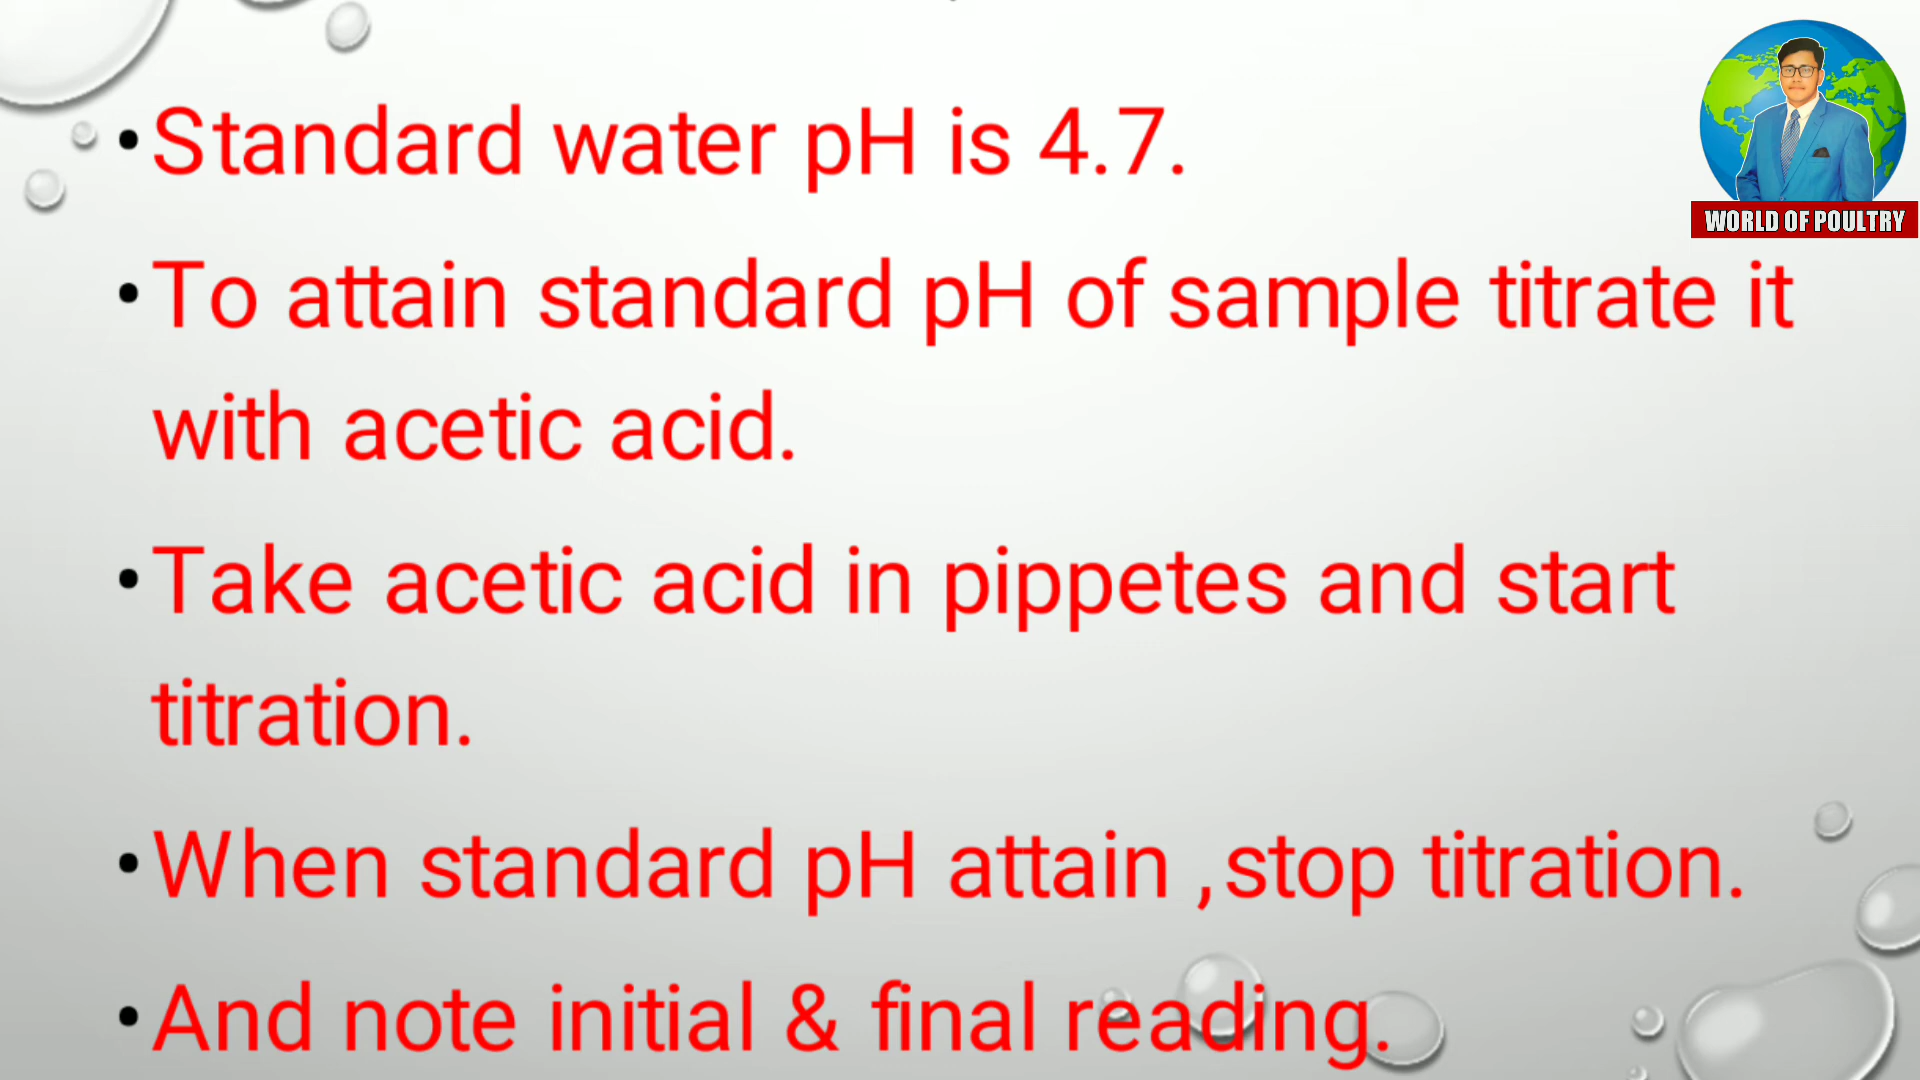 •Standard water pH is 4.7.
WORLD OF POULTRY
•To attain standard pH of sample titrate it
with acetic acid.
•Take acetic acid in pippetes and start
titration.
•When standard pH attain ,stop titration.
•And note initial & final reading.